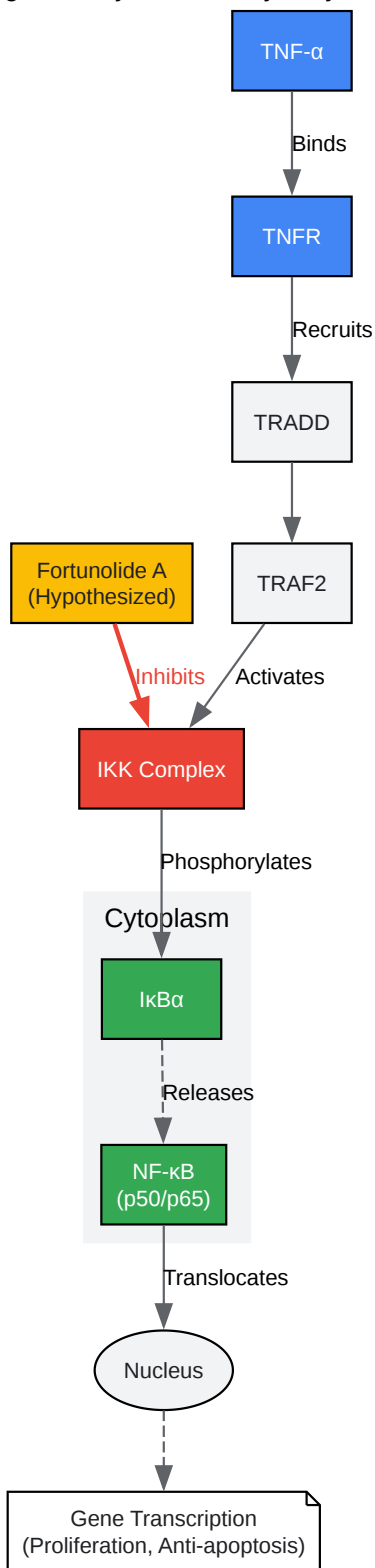 TNF-α
Binds
TNFR
Recruits
TRADD
TRAF2
Fortunolide A
(Hypothesized)
Inhibits
Activates
IKK Complex
Phosphorylates
Cytoplasm
IκBα
Releases
NF-κB
(p50/p65)
Translocates
Nucleus
Gene Transcription
(Proliferation, Anti-apoptosis)